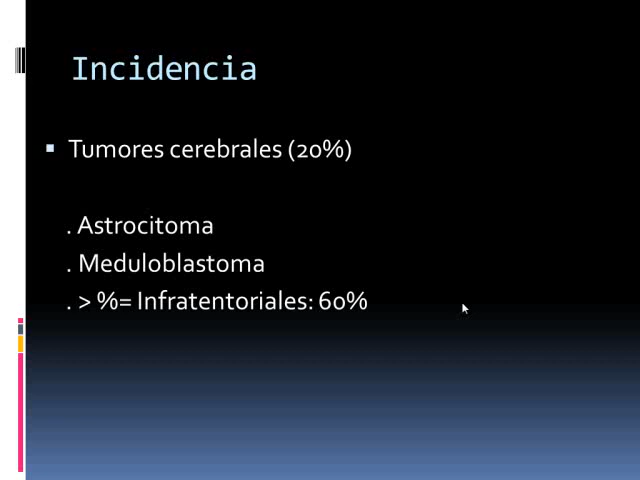 Incidencia
▪ Tumores cerebrales (20%)
. Astrocitoma
. Meduloblastoma
. > %= Infratentoriales: 60%